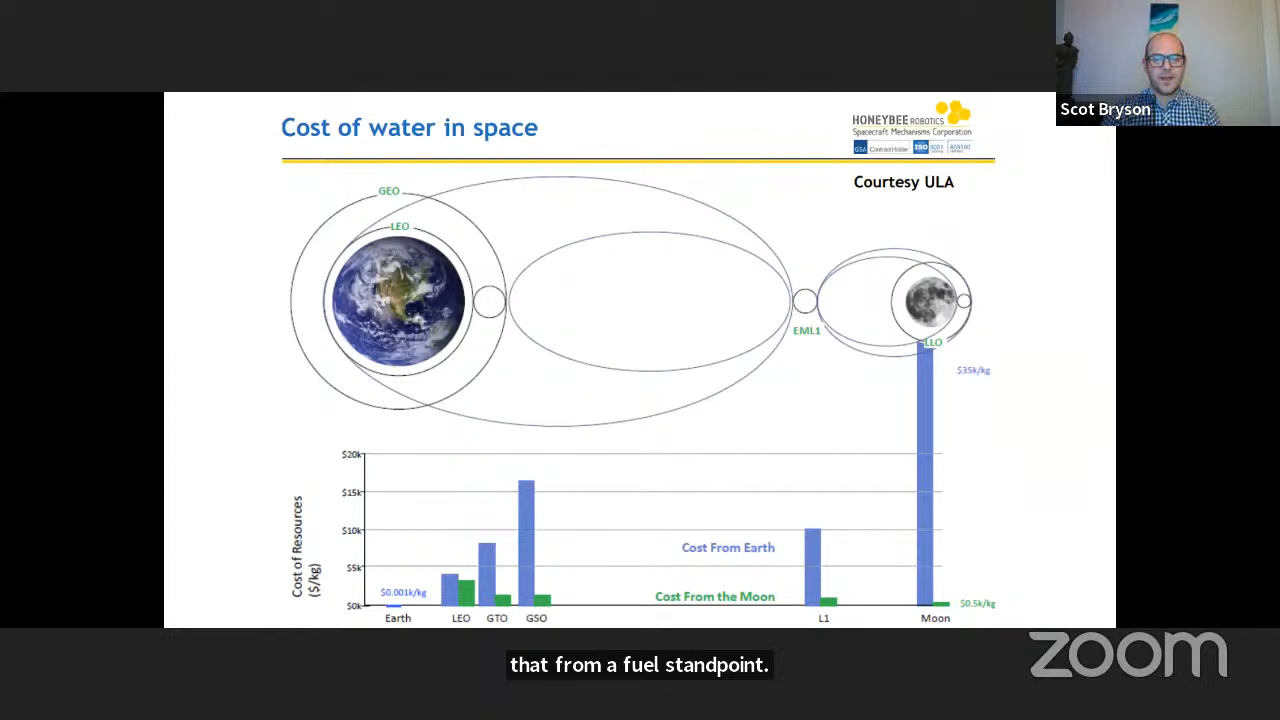 Scot Bryson
Cost of water in space
HONEYBEE ROBOTICS
Spacecraft Mechanisms Corporation
GSA Contract Holder ISO 9001 AS9100
Courtesy ULA
GEO
LEO
EML1
LLO
$35k/kg
$20k
$15k
$10k
$5k
$0k
Cost of Resources
($/kg)
Cost From Earth
$0.001k/kg
Cost From the Moon
$0.5k/kg
Earth
LEO
GTO
GSO
L1
Moon
that from a fuel standpoint.
zoom